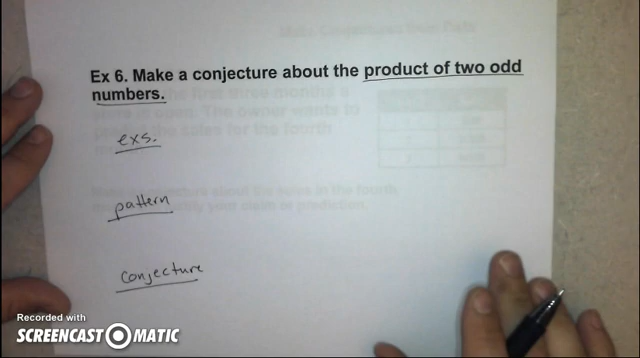 Ex 6. Make a conjecture about the product of two odd
numbers.
exs.
pattern
conjecture
Recorded with
SCREENCAST O MATIC